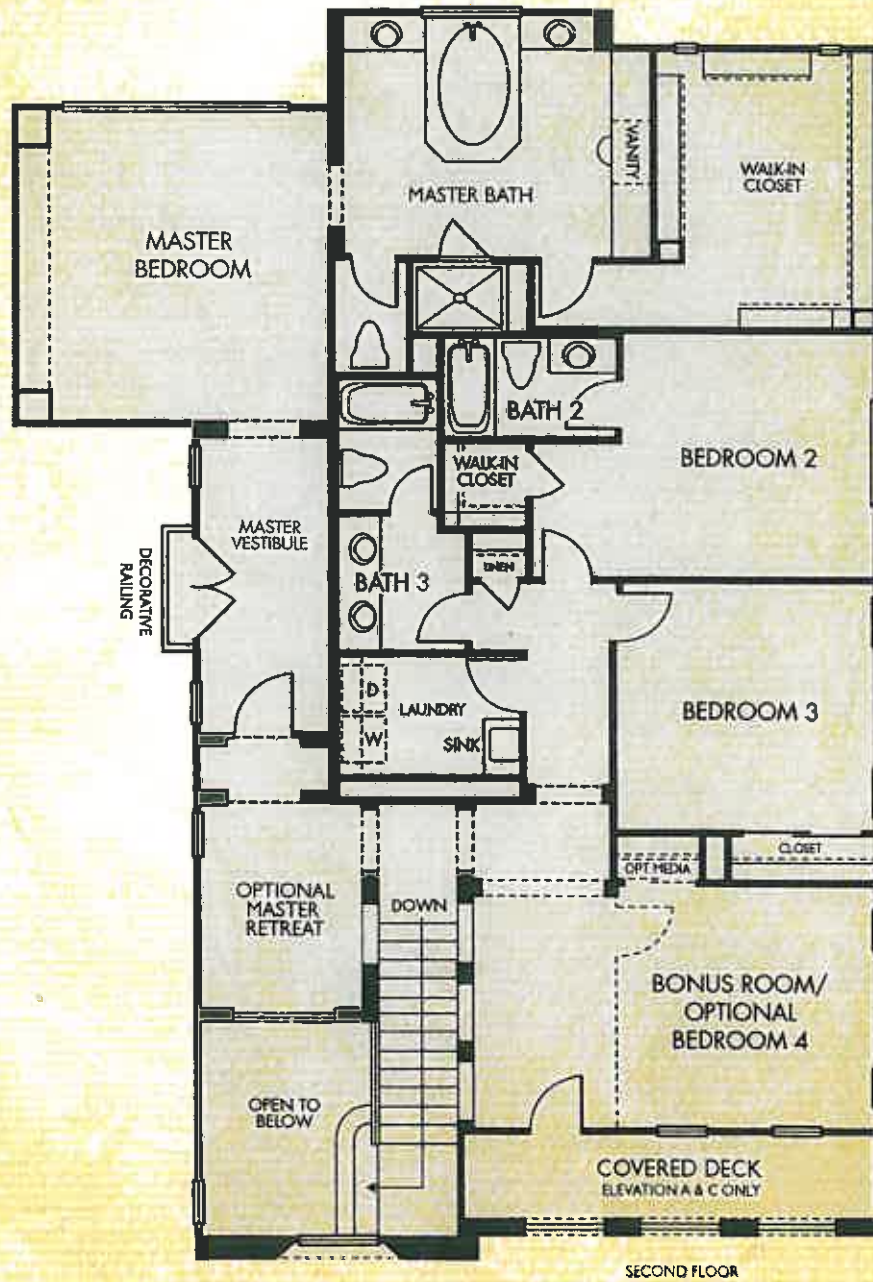 VANITY
WALK-IN
CLOSET
MASTER BATH
MASTER
BEDROOM
BATH 2
BEDROOM 2
WALK-IN
CLOSET
MASTER
VESTIBULE
DECORATIVE
RAILING
LINEN
BATH 3
D
LAUNDRY
W
SINK
BEDROOM 3
CLOSET
OPT. MEDIA
OPTIONAL
MASTER
RETREAT
DOWN
BONUS ROOM/
OPTIONAL
BEDROOM 4
OPEN TO
BELOW
COVERED DECK
ELEVATION A & C ONLY
SECOND FLOOR